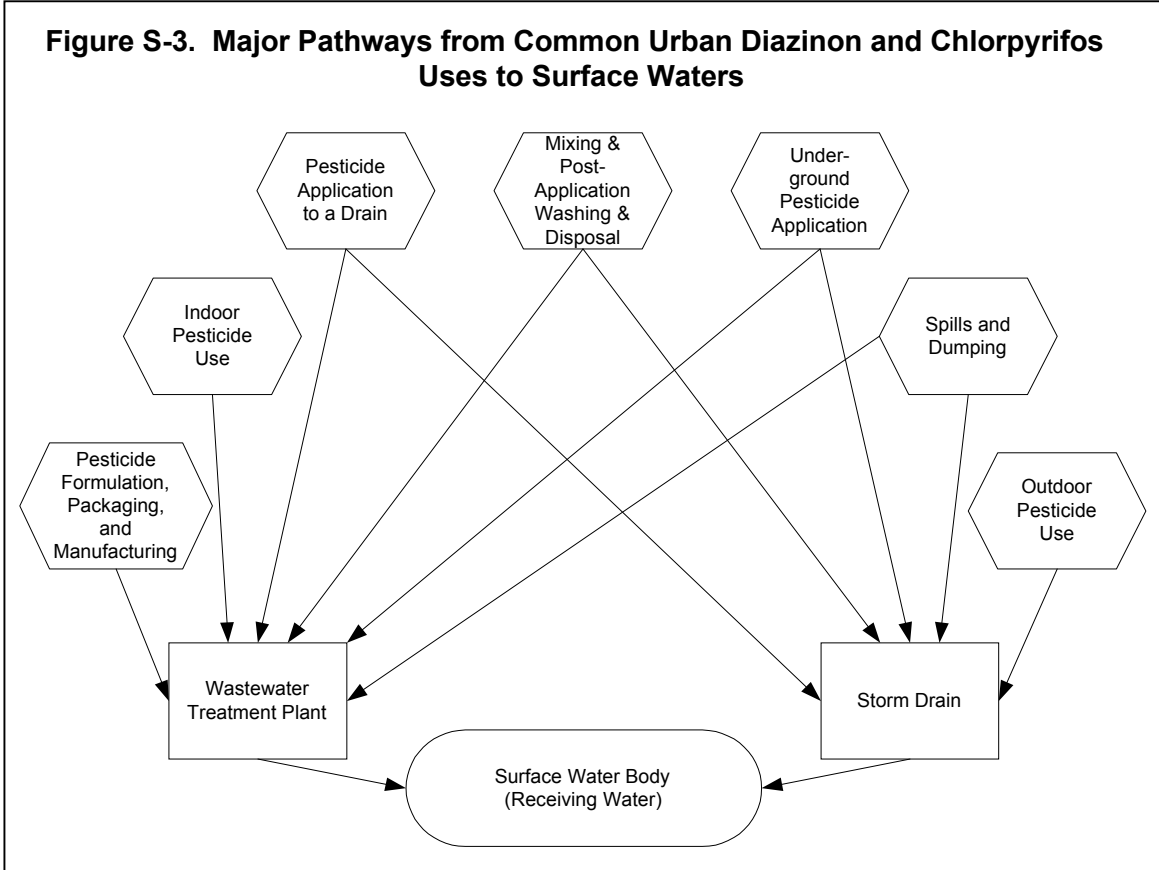 Figure S-3. Major Pathways from Common Urban Diazinon and Chlorpyrifos
Uses to Surface Waters
Pesticide
Application
to a Drain
Mixing &
Post-
Application
Washing &
Disposal
Under-
ground
Pesticide
Application
Indoor
Pesticide
Use
Spills and
Dumping
Pesticide
Formulation,
Packaging,
and
Manufacturing
Outdoor
Pesticide
Use
Wastewater
Treatment Plant
Storm Drain
Surface Water Body
(Receiving Water)